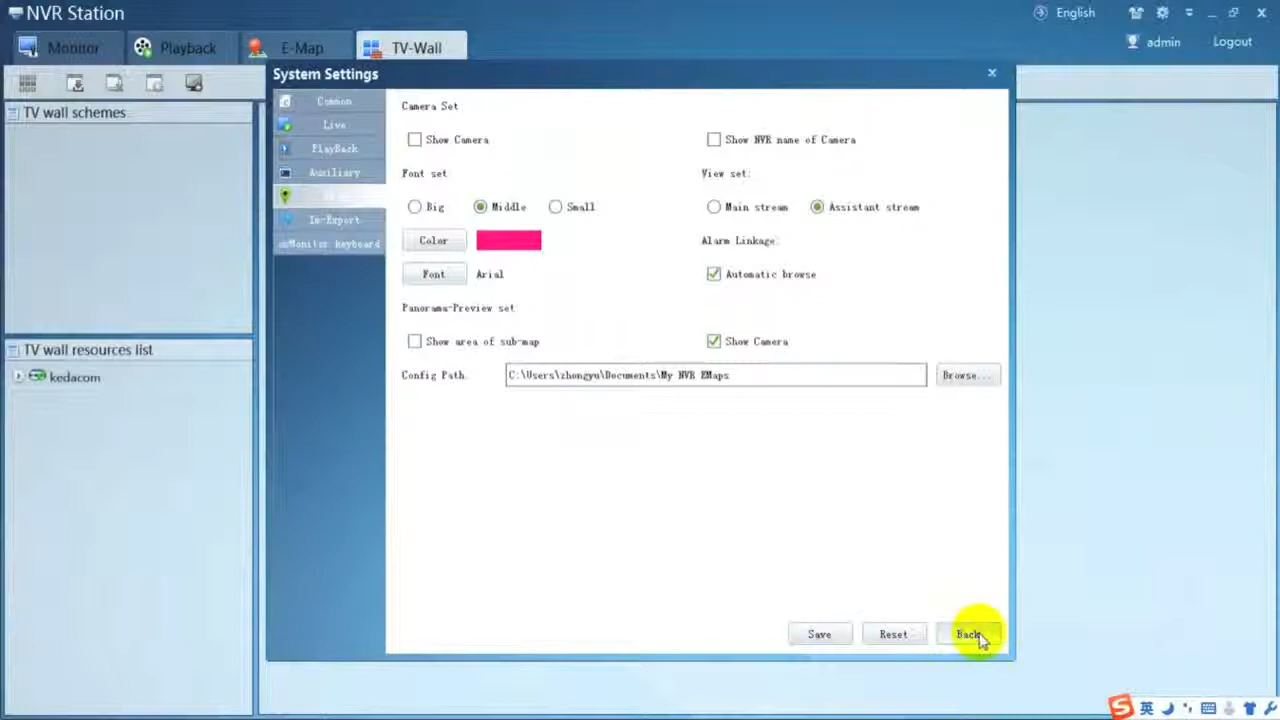 NVR Station
English
Monitor
Playback
E-Map
TV-Wall
admin
Logout
System Settings
TV wall schemes
TV wall resources list
kedacom
Common
Live
PlayBack
Auxiliary
Im-Export
Monitor keyboard
Camera Set
Show Camera
Show NVR name of Camera
Font set
View set:
Big
Middle
Small
Main stream
Assistant stream
Color
Alarm Linkage:
Font
Arial
Automatic browse
Panorama-Preview set
Show area of sub-map
Show Camera
Config Path.
C:\Users\zhongyu\Documents\My NVR EMaps
Browse...
Save
Reset
Back
S
英